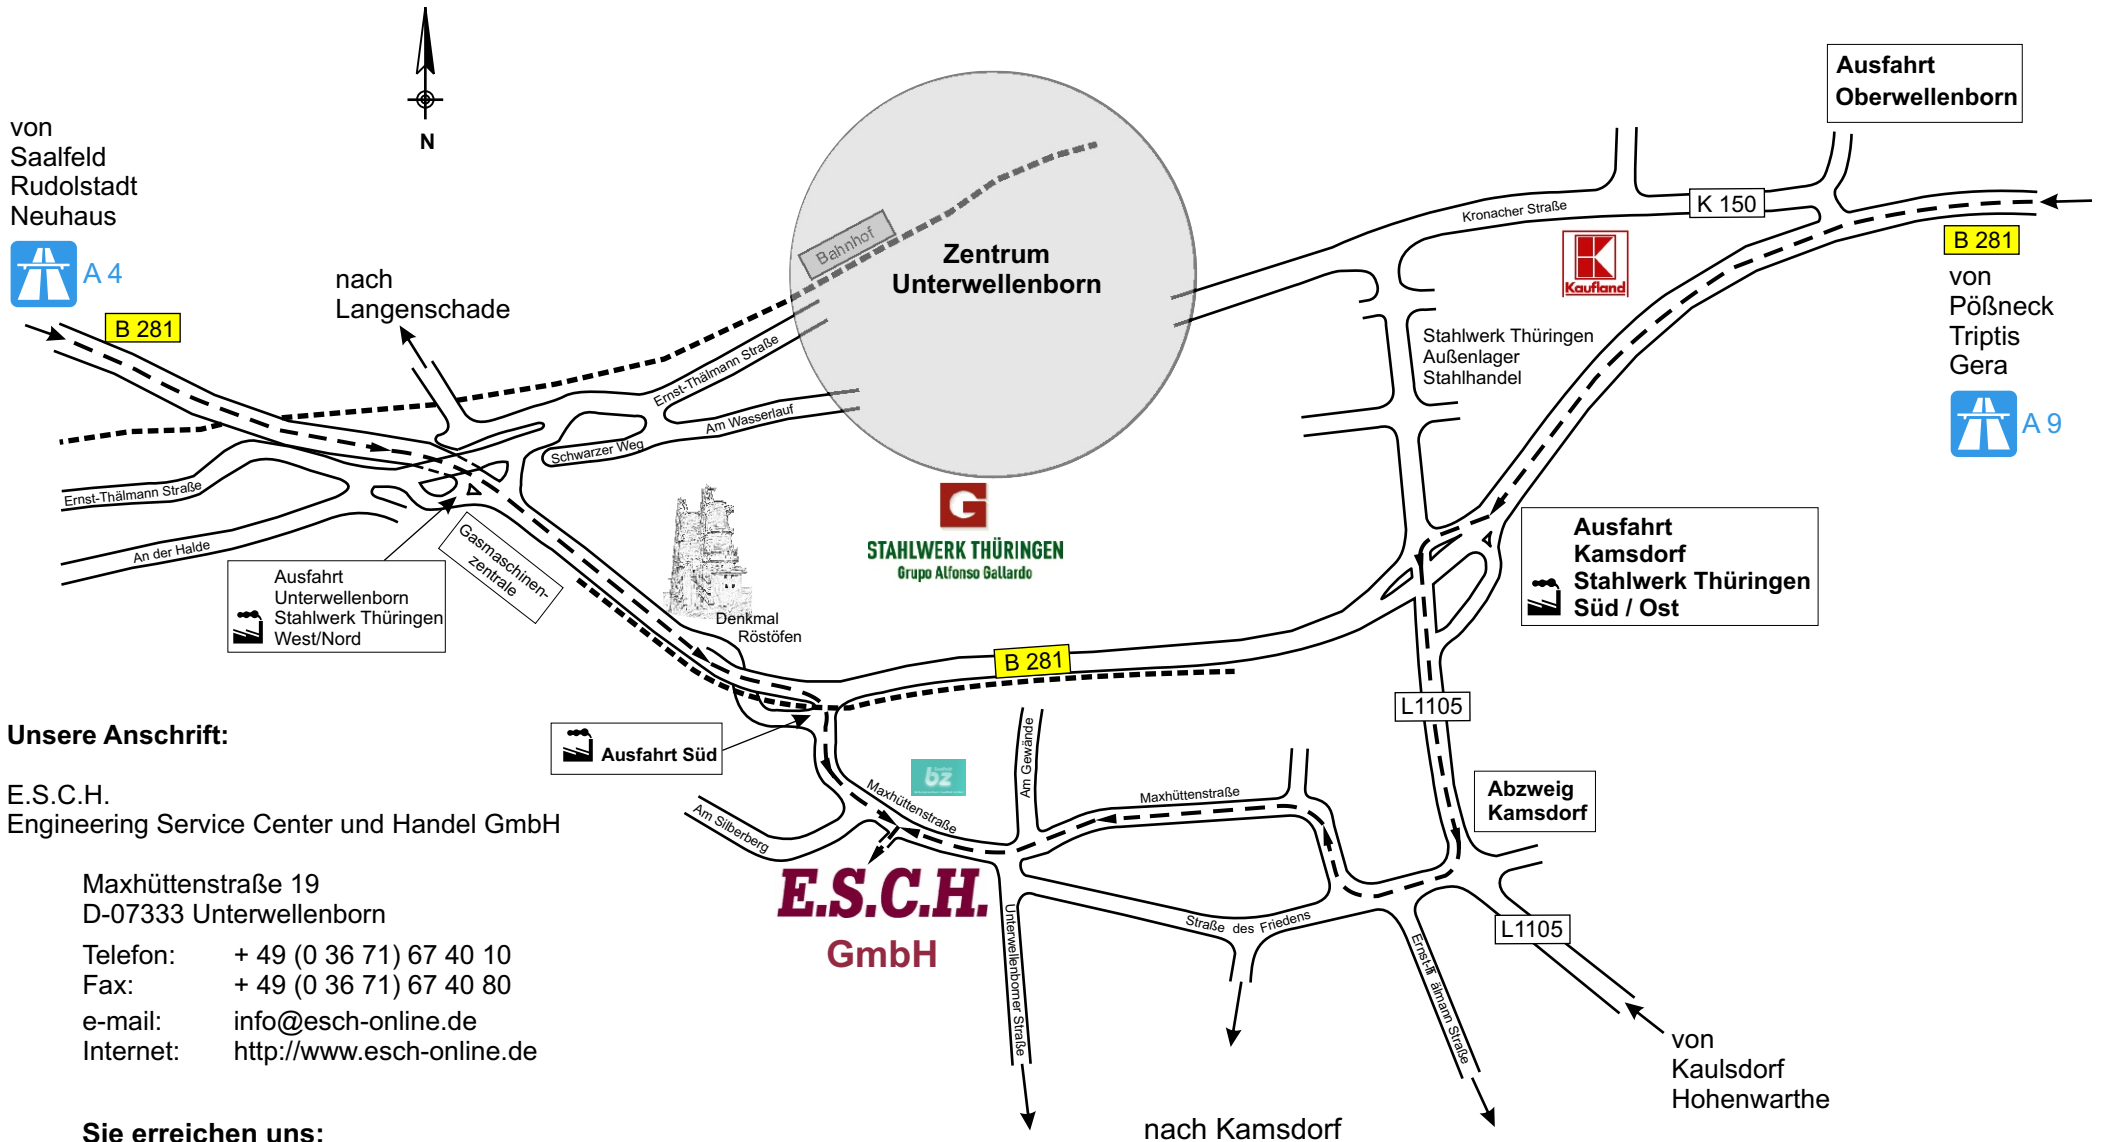 N
von
Saalfeld
Rudolstadt
Neuhaus
A 4
B 281
nach
Langenschade
Bahnhof
Zentrum
Unterwellenborn
Kronacher Straße
K 150
Ausfahrt
Oberwellenborn
B 281
von
Pößneck
Triptis
Gera
A 9
Kaufland
Stahlwerk Thüringen
Außenlager
Stahlhandel
Ernst-Thälmann Straße
Am Wasserlauf
Schwarzer Weg
Ernst-Thälmann Straße
An der Halde
Gasmaschinen-
zentrale
Ausfahrt
Unterwellenborn
Stahlwerk Thüringen
West/Nord
G
STAHLWERK THÜRINGEN
Grupo Alfonso Gallardo
Denkmal
Röstöfen
Ausfahrt
Kamsdorf
Stahlwerk Thüringen
Süd / Ost
B 281
L1105
Ausfahrt Süd
bz
Am Gewände
Maxhüttenstraße
Maxhüttenstraße
Am Silberberg
Abzweig
Kamsdorf
E.S.C.H.
GmbH
Unterwellenborner Straße
Straße des Friedens
Ernst-Thälmann Straße
L1105
von
Kaulsdorf
Hohenwarthe
nach Kamsdorf
Unsere Anschrift:
E.S.C.H.
Engineering Service Center und Handel GmbH
Maxhüttenstraße 19
D-07333 Unterwellenborn
Telefon: + 49 (0 36 71) 67 40 10
Fax: + 49 (0 36 71) 67 40 80
e-mail: info@esch-online.de
Internet: http://www.esch-online.de
Sie erreichen uns: